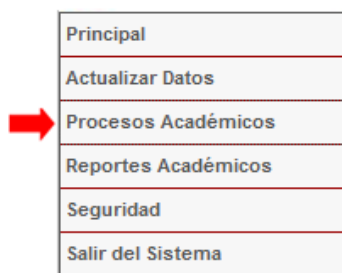 Principal
Actualizar Datos
Procesos Académicos
Reportes Académicos
Seguridad
Salir del Sistema